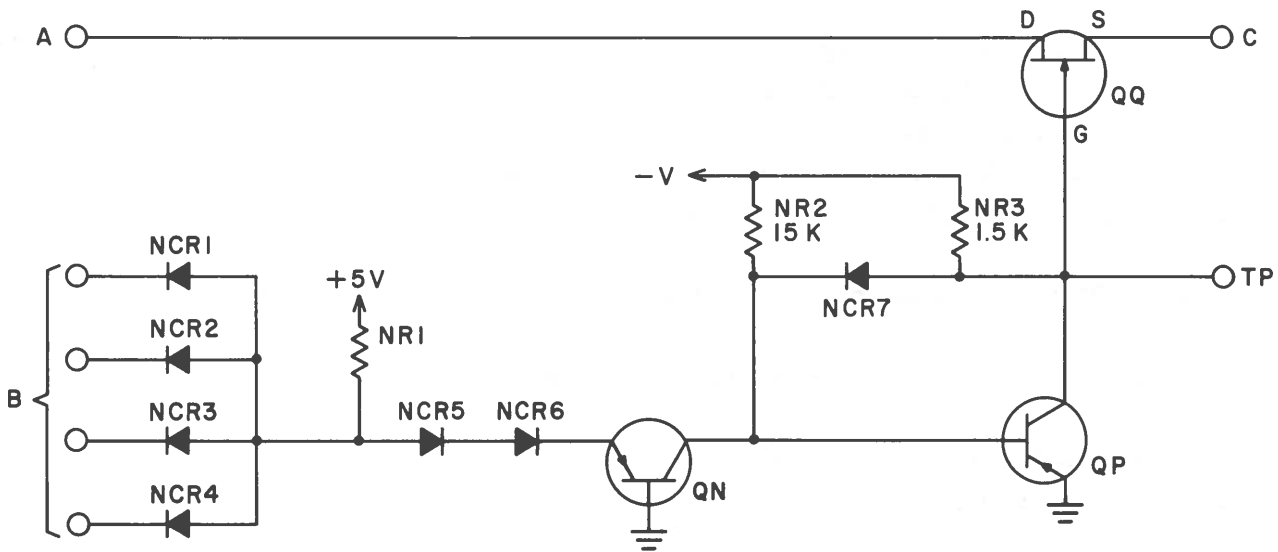 A
D
S
C
QQ
G
-V
NR2
15 K
NR3
1.5 K
NCR1
+5V
NCR7
TP
NCR2
NR1
B
NCR3
NCR5
NCR6
NCR4
QN
QP